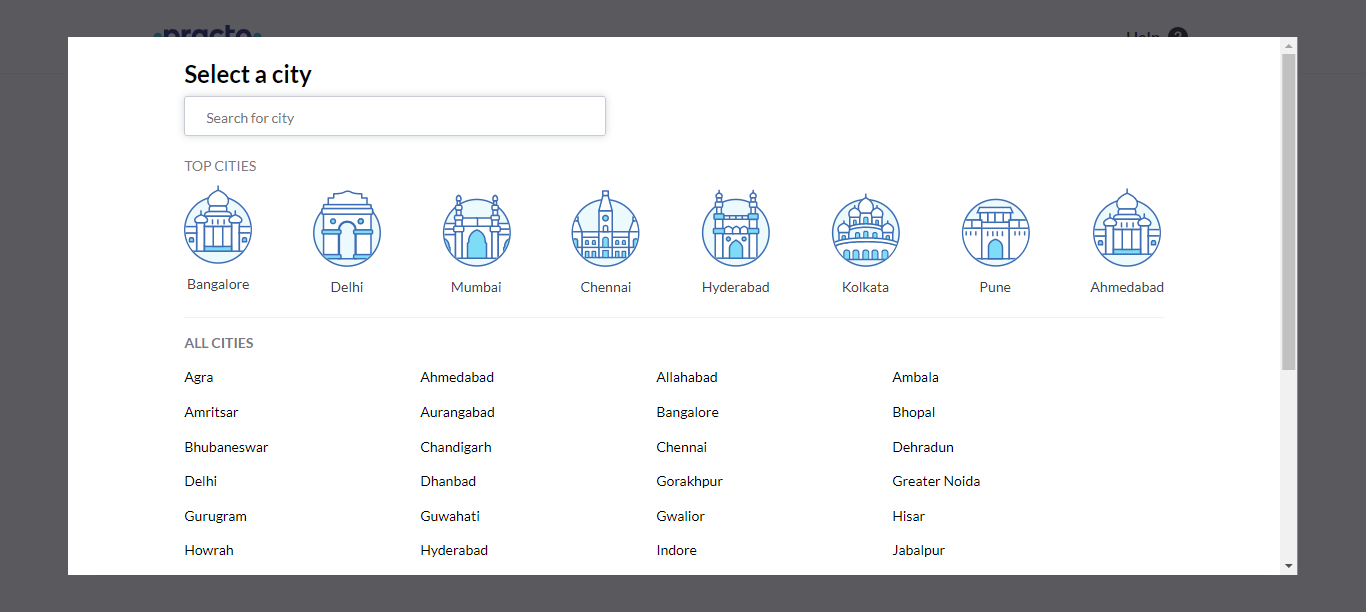 practo
Help ?
Select a city
Search for city
TOP CITIES
Bangalore Delhi Mumbai Chennai Hyderabad Kolkata Pune Ahmedabad
ALL CITIES
Agra Ahmedabad Allahabad Ambala
Amritsar Aurangabad Bangalore Bhopal
Bhubaneswar Chandigarh Chennai Dehradun
Delhi Dhanbad Gorakhpur Greater Noida
Gurugram Guwahati Gwalior Hisar
Howrah Hyderabad Indore Jabalpur